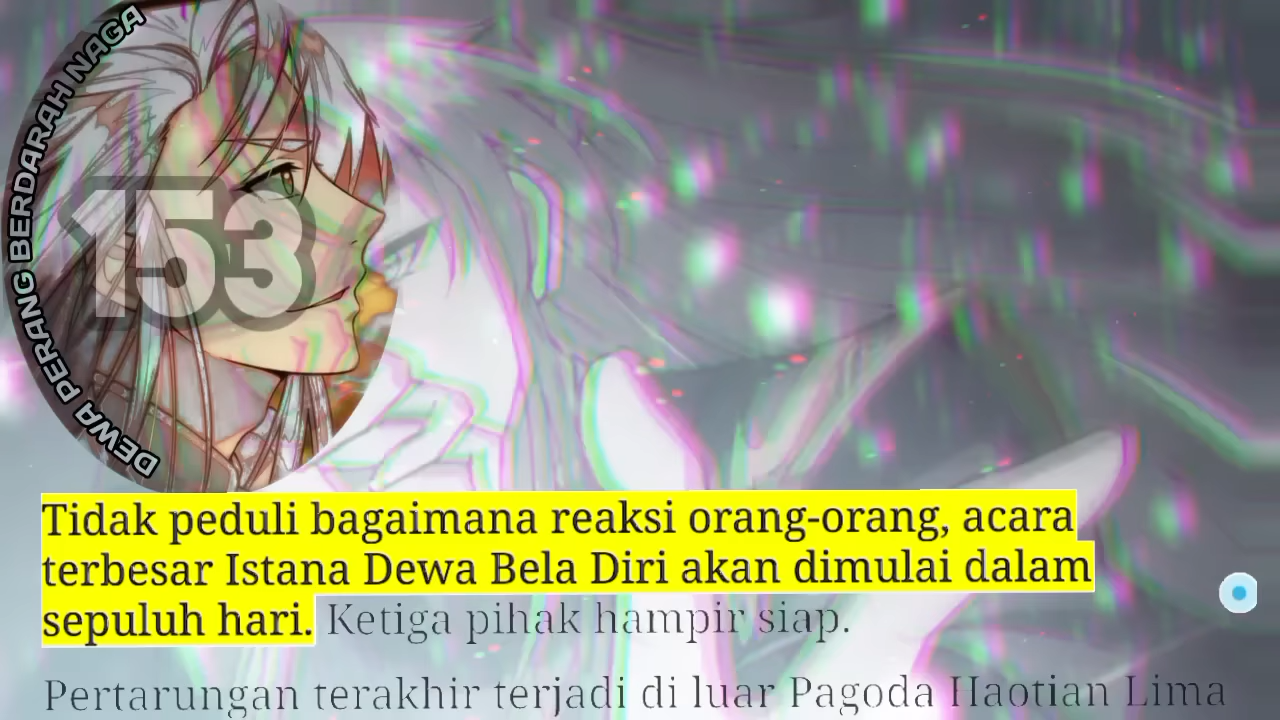 DEWA PERANG BERDARAH NAGA
153
Tidak peduli bagaimana reaksi orang-orang, acara
terbesar Istana Dewa Bela Diri akan dimulai dalam
sepuluh hari. Ketiga pihak hampir siap.
Pertarungan terakhir terjadi di luar Pagoda Haotian Lima